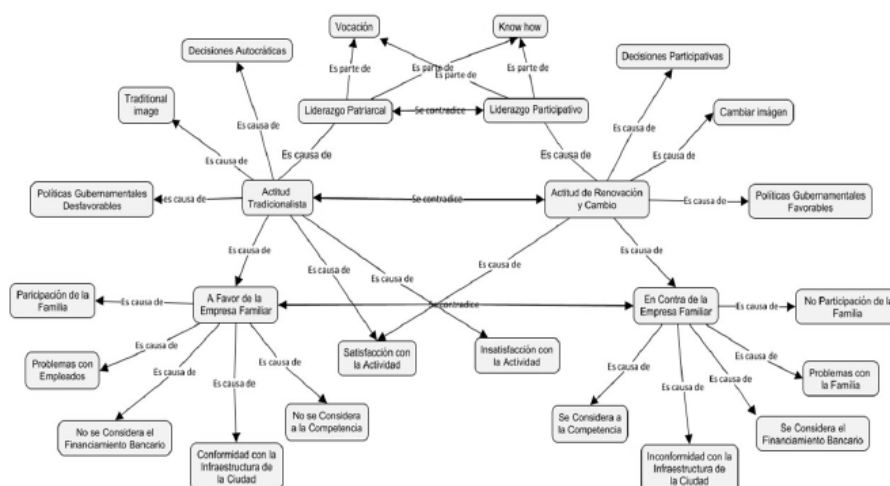 Vocación
Know how
Decisiones Autocráticas
Decisiones Participativas
Es parte de
Es parte de
Es parte de
Es parte de
Traditional
image
Liderazgo Patriarcal
Se contradice
Liderazgo Participativo
Cambiar imágen
Es causa de
Es causa de
Es causa de
Es causa de
Es causa de
Es causa de
Políticas Gubernamentales
Desfavorables
es causa de
Actitud
Tradicionalista
Se contradice
Actitud de Renovación
y Cambio
Es causa de
Políticas Gubernamentales
Favorables
Es causa de
Es causa de
Es causa de
Es causa de
Es causa de
Paricipación de la
Familia
Es causa de
A Favor de la
Empresa Familiar
Se contradice
En Contra de la
Empresa Familiar
Es causa de
No Participación de la
Familia
Problemas con
Empleados
Es causa de
Es causa de
Es causa de
Es causa de
Satisfacción con
la Actividad
Insatisfacción con
la Actividad
Es causa de
Es causa de
Es causa de
Es causa de
Problemas con
la Familia
No se Considera el
Financiamiento Bancario
Conformidad con la
Infraestructura de
la Ciudad
No se Considera
a la Competencia
Se Considera a
la Competencia
Inconformidad con la
Infraestructura de
la Ciudad
Se Considera el
Financiamiento Bancario